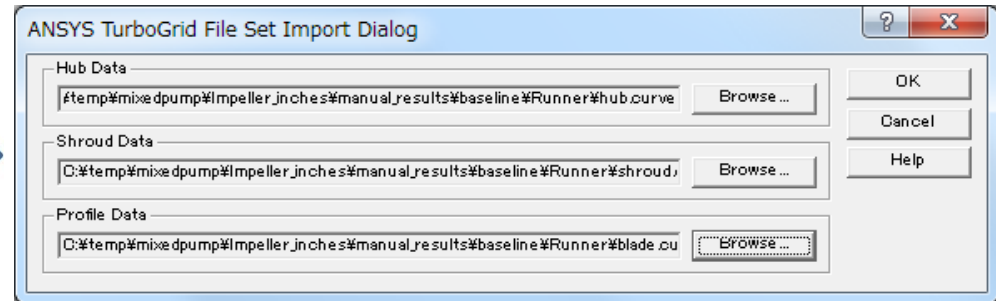 ANSYS TurboGrid File Set Import Dialog
Hub Data
¥temp¥mixedpump¥Impeller_inches¥manual_results¥baseline¥Runner¥hub.curve
Browse...
OK
Cancel
Shroud Data
C:¥temp¥mixedpump¥Impeller_inches¥manual_results¥baseline¥Runner¥shroud.
Browse...
Help
Profile Data
C:¥temp¥mixedpump¥Impeller_inches¥manual_results¥baseline¥Runner¥blade.cu
Browse...